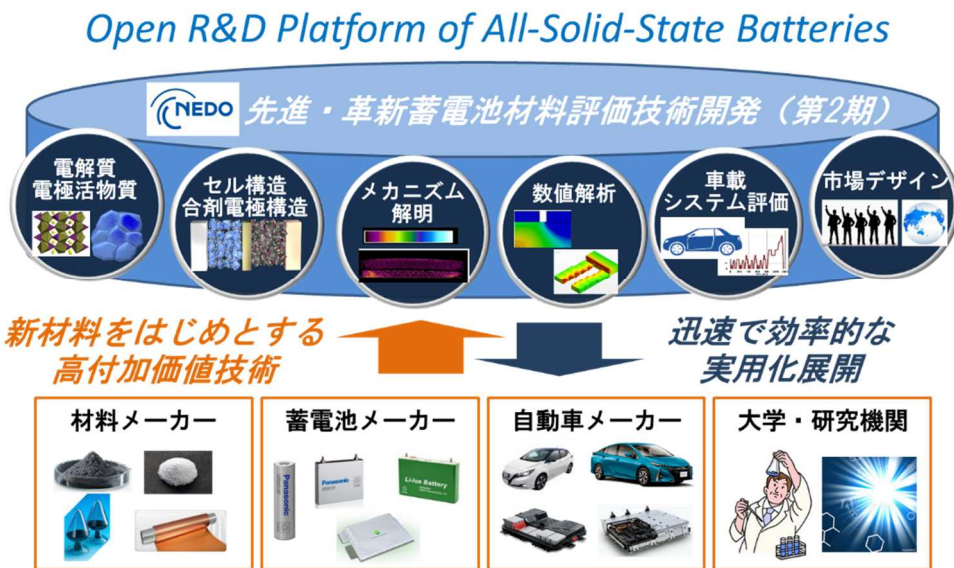 Open R&D Platform of All-Solid-State Batteries
NEDO 先進・革新蓄電池材料評価技術開発（第2期）
電解質
電極活物質
セル構造
合剤電極構造
メカニズム
解明
数値解析
車載
システム評価
市場デザイン
新材料をはじめとする
高付加価値技術
迅速で効率的な
実用化展開
材料メーカー
蓄電池メーカー
自動車メーカー
大学・研究機関
Panasonic
Panasonic
Li-ion Battery